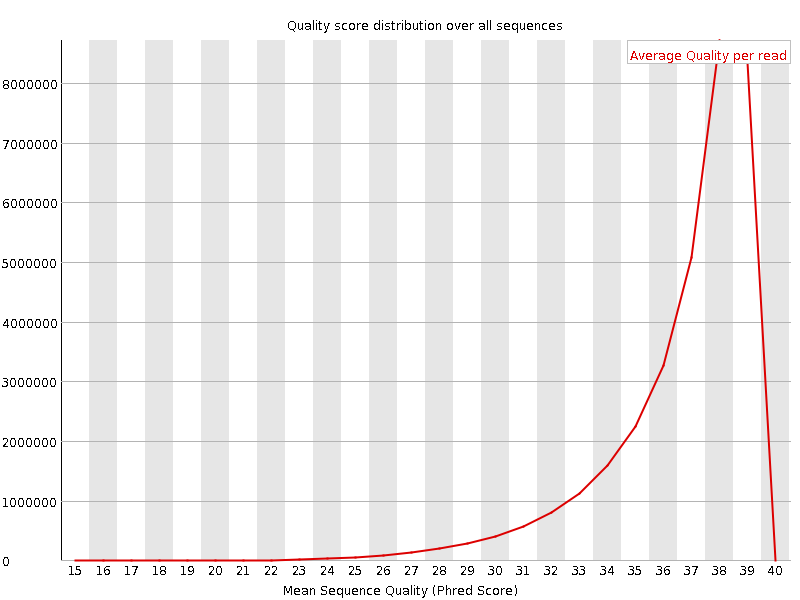 Quality score distribution over all sequences
Average Quality per read
8000000
7000000
6000000
5000000
4000000
3000000
2000000
1000000
0
15 16 17 18 19 20 21 22 23 24 25 26 27 28 29 30 31 32 33 34 35 36 37 38 39 40
Mean Sequence Quality (Phred Score)